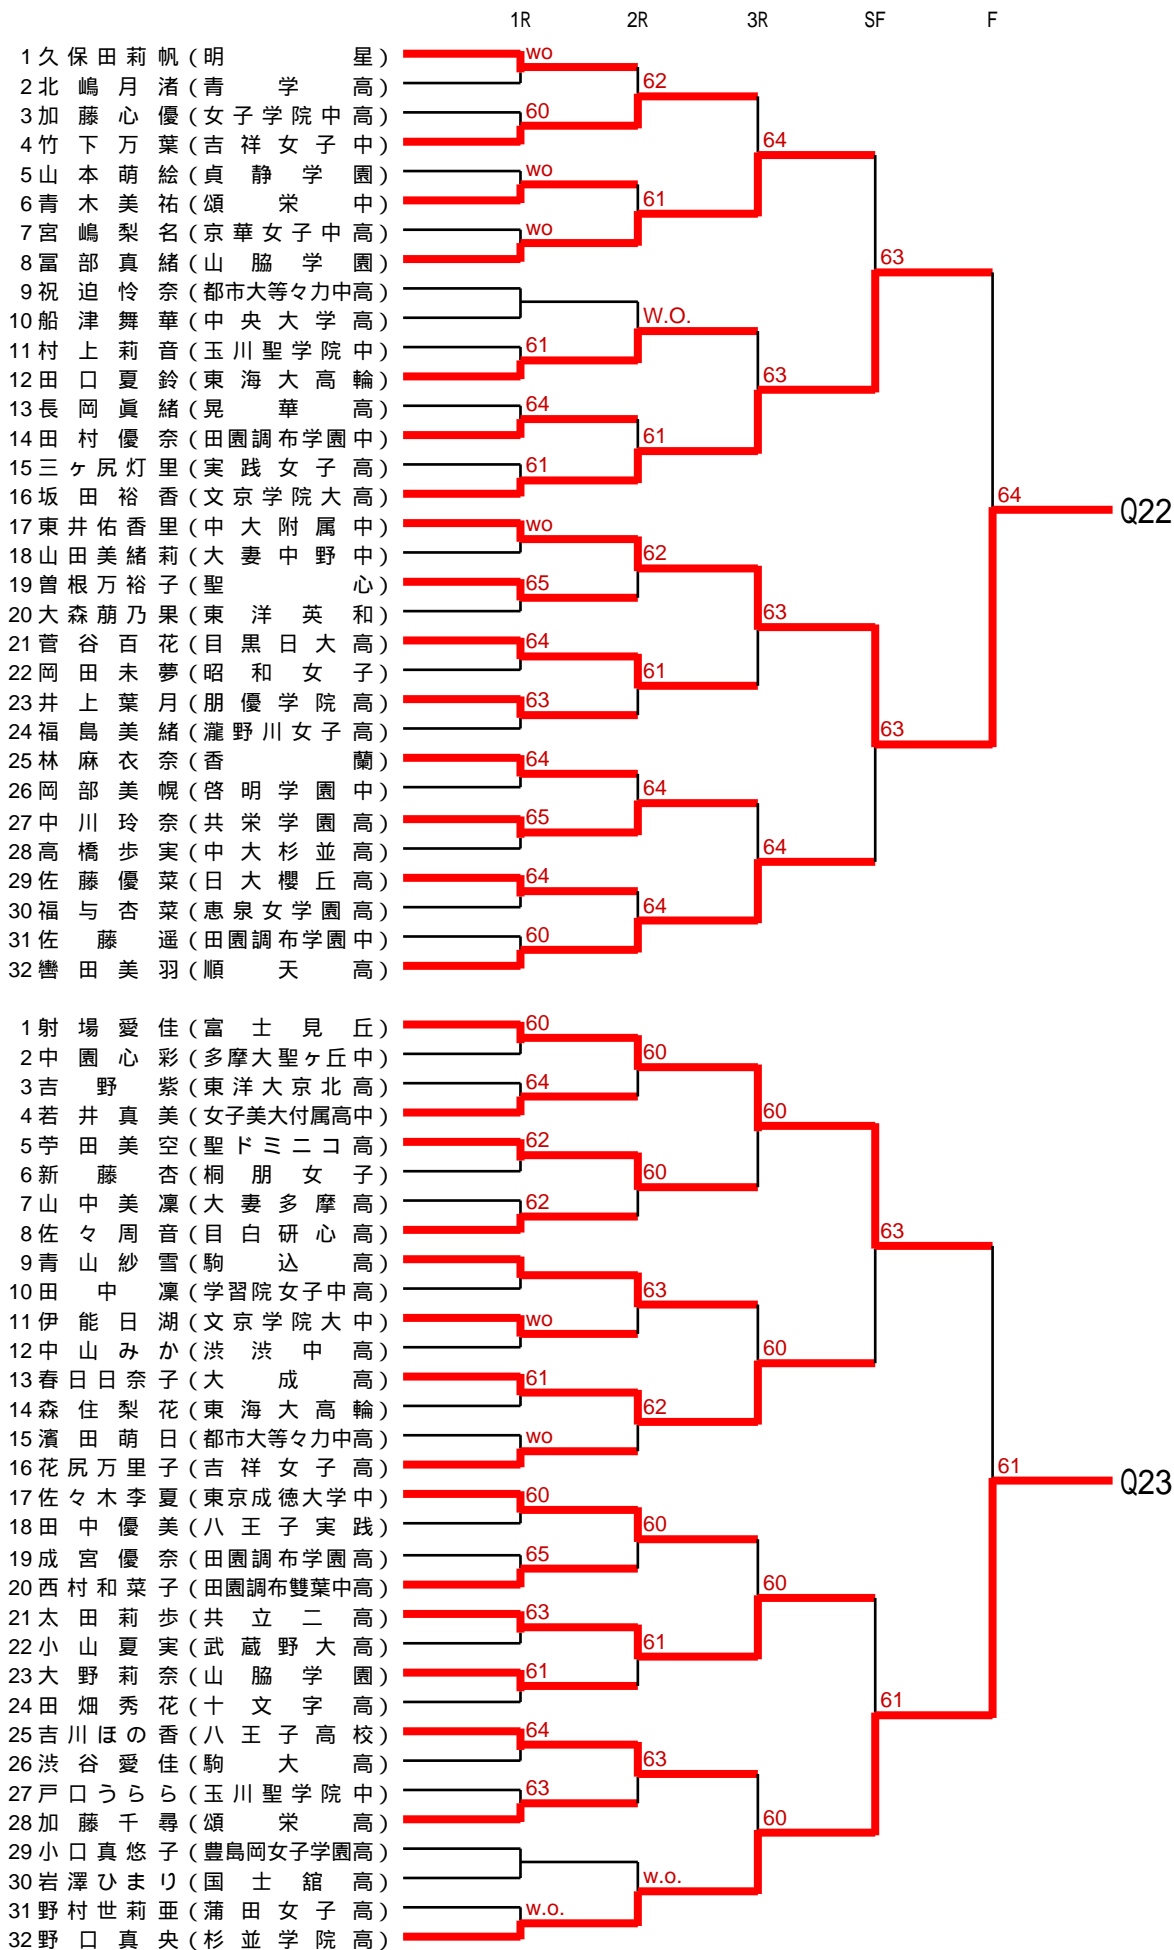 1R 2R 3R SF F
1 久保田莉帆 (明星) wo
62
2 北嶋月渚 (青学高)
3 加藤心優 (女子学院中高) 60
4 竹下万葉 (吉祥女子中) 64
5 山本萌絵 (貞静学園) wo
6 青木美祐 (頌栄中) 61
7 宮嶋梨名 (京華女子中高) wo
8 冨部真緒 (山脇学園) 63
9 祝迫怜奈 (都市大等々力中高)
10 船津舞華 (中央大学高) W.O.
11 村上莉音 (玉川聖学院中) 61
12 田口夏鈴 (東海大高輪) 63
13 長岡眞緒 (晃華高) 64
14 田村優奈 (田園調布学園中) 61
15 三ヶ尻灯里 (実践女子高) 61
16 坂田裕香 (文京学院大高) 64
Q22
17 東井佑香里 (中大附属中) wo
18 山田美緒莉 (大妻中野中) 62
19 曽根万裕子 (聖心) 65
20 大森萠乃果 (東洋英和) 63
21 菅谷百花 (目黒日大高) 64
22 岡田未夢 (昭和女子) 61
23 井上葉月 (朋優学院高) 63
24 福島美緒 (瀧野川女子高) 63
25 林麻衣奈 (香蘭) 64
26 岡部美幌 (啓明学園中) 64
27 中川玲奈 (共栄学園高) 65
28 高橋歩実 (中大杉並高) 64
29 佐藤優菜 (日大櫻丘高) 64
30 福与杏菜 (恵泉女学園高) 64
31 佐藤遥 (田園調布学園中) 60
32 轡田美羽 (順天高)
1 射場愛佳 (富士見丘) 60
2 中園心彩 (多摩大聖ヶ丘中) 60
3 吉野紫 (東洋大京北高) 64
4 若井真美 (女子美大付属高中) 60
5 苧田美空 (聖ドミニコ高) 62
6 新藤杏 (桐朋女子) 60
7 山中美凜 (大妻多摩高) 62
8 佐々周音 (目白研心高) 63
9 青山紗雪 (駒込高)
10 田中凜 (学習院女子中高) 63
11 伊能日湖 (文京学院大中) wo
12 中山みか (渋渋中高) 60
13 春日日奈子 (大成高) 61
14 森住梨花 (東海大高輪) 62
15 濱田萌日 (都市大等々力中高) wo
16 花尻万里子 (吉祥女子高) 61
Q23
17 佐々木李夏 (東京成徳大学中) 60
18 田中優美 (八王子実践) 60
19 成宮優奈 (田園調布学園高) 65
20 西村和菜子 (田園調布雙葉中高) 60
21 太田莉歩 (共立二高) 63
22 小山夏実 (武蔵野大高) 61
23 大野莉奈 (山脇学園) 61
24 田畑秀花 (十文字高) 61
25 吉川ほの香 (八王子高校) 64
26 渋谷愛佳 (駒大高) 63
27 戸口うらら (玉川聖学院中) 63
28 加藤千尋 (頌栄高) 60
29 小口真悠子 (豊島岡女子学園高)
30 岩澤ひまり (国士舘高) w.o.
31 野村世莉亜 (蒲田女子高) w.o.
32 野口真央 (杉並学院高)